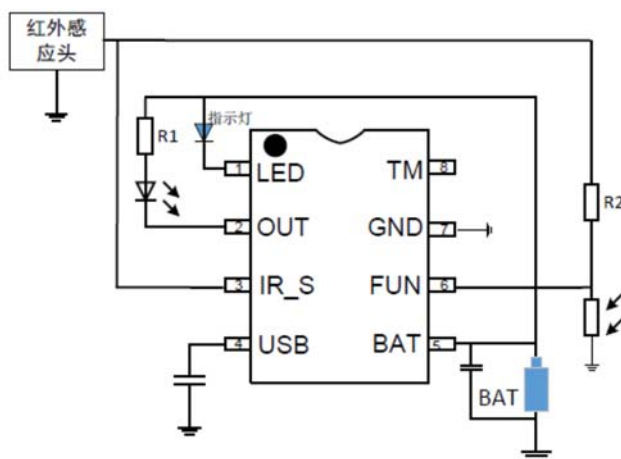 红外感
应头
指示灯
R1
1 LED
TM 8
2 OUT
GND 7
R2
3 IR_S
FUN 6
4 USB
BAT 5
BAT